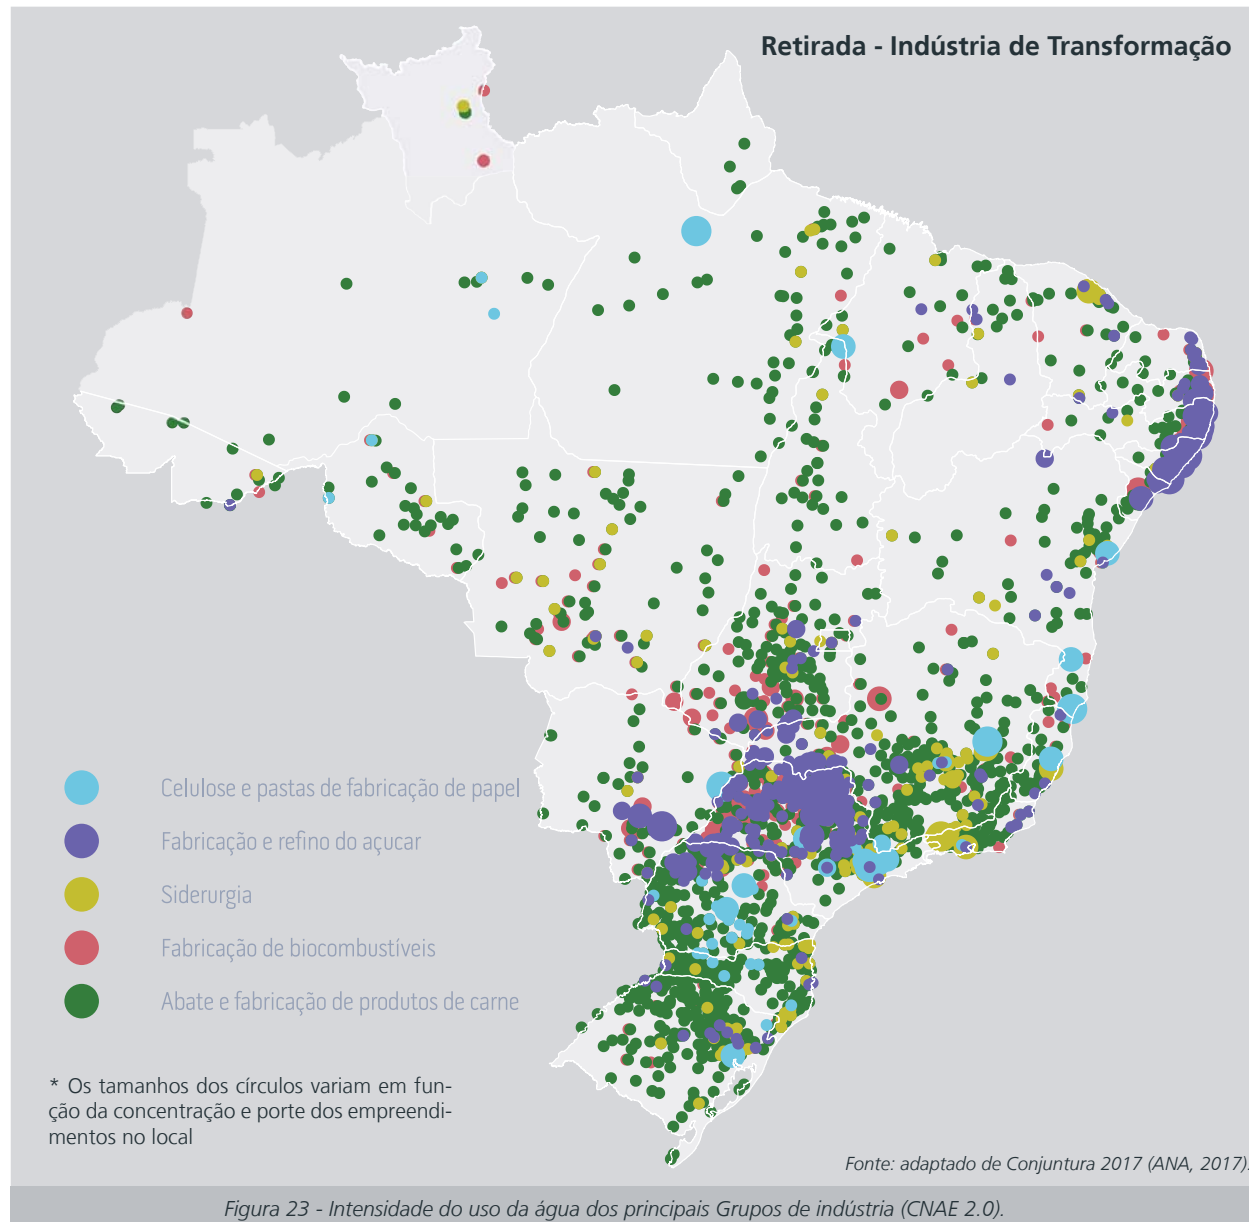 Retirada - Indústria de Transformação
Celulose e pastas de fabricação de papel
Fabricação e refino do açucar
Siderurgia
Fabricação de biocombustíveis
Abate e fabricação de produtos de carne
* Os tamanhos dos círculos variam em fun-
ção da concentração e porte dos empreendi-
mentos no local
Fonte: adaptado de Conjuntura 2017 (ANA, 2017).
Figura 23 - Intensidade do uso da água dos principais Grupos de indústria (CNAE 2.0).